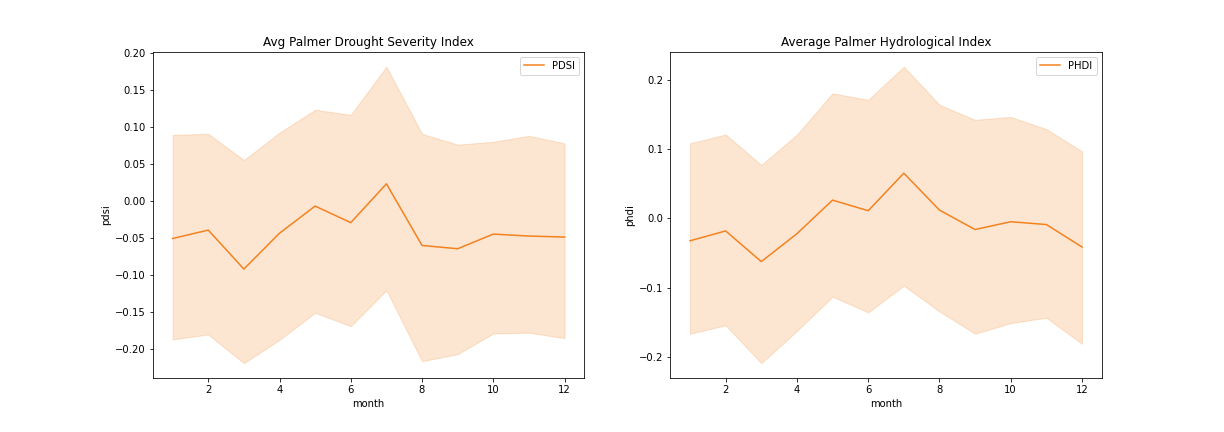 Avg Palmer Drought Severity Index
PDSI
0.20
0.15
0.10
0.05
0.00
−0.05
−0.10
−0.15
−0.20
pdsi
2 4 6 8 10 12
month
Average Palmer Hydrological Index
PHDI
0.2
0.1
0.0
−0.1
−0.2
phdi
2 4 6 8 10 12
month